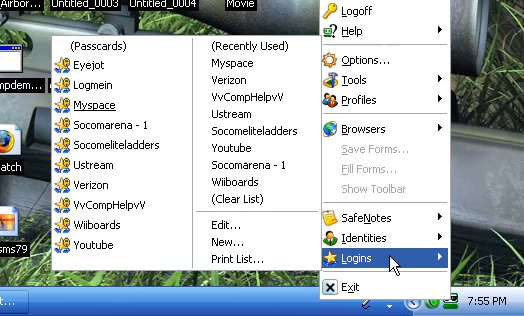 Airbor...
Untitled_0003
Untitled_0004
Movie
mpdem...
atch
sms79
(Passcards)
Eyejot
Logmein
Myspace
Socomarena - 1
Socomeliteladders
Ustream
Verizon
VvCompHelpvV
Wiiboards
Youtube
(Recently Used)
Myspace
Verizon
VvCompHelpvV
Ustream
Socomeliteladders
Youtube
Socomarena - 1
Wiiboards
(Clear List)
Edit...
New...
Print List...
Logoff
Help
Options...
Tools
Profiles
Browsers
Save Forms...
Fill Forms...
Show Toolbar
SafeNotes
Identities
Logins
Exit
t...
7:55 PM